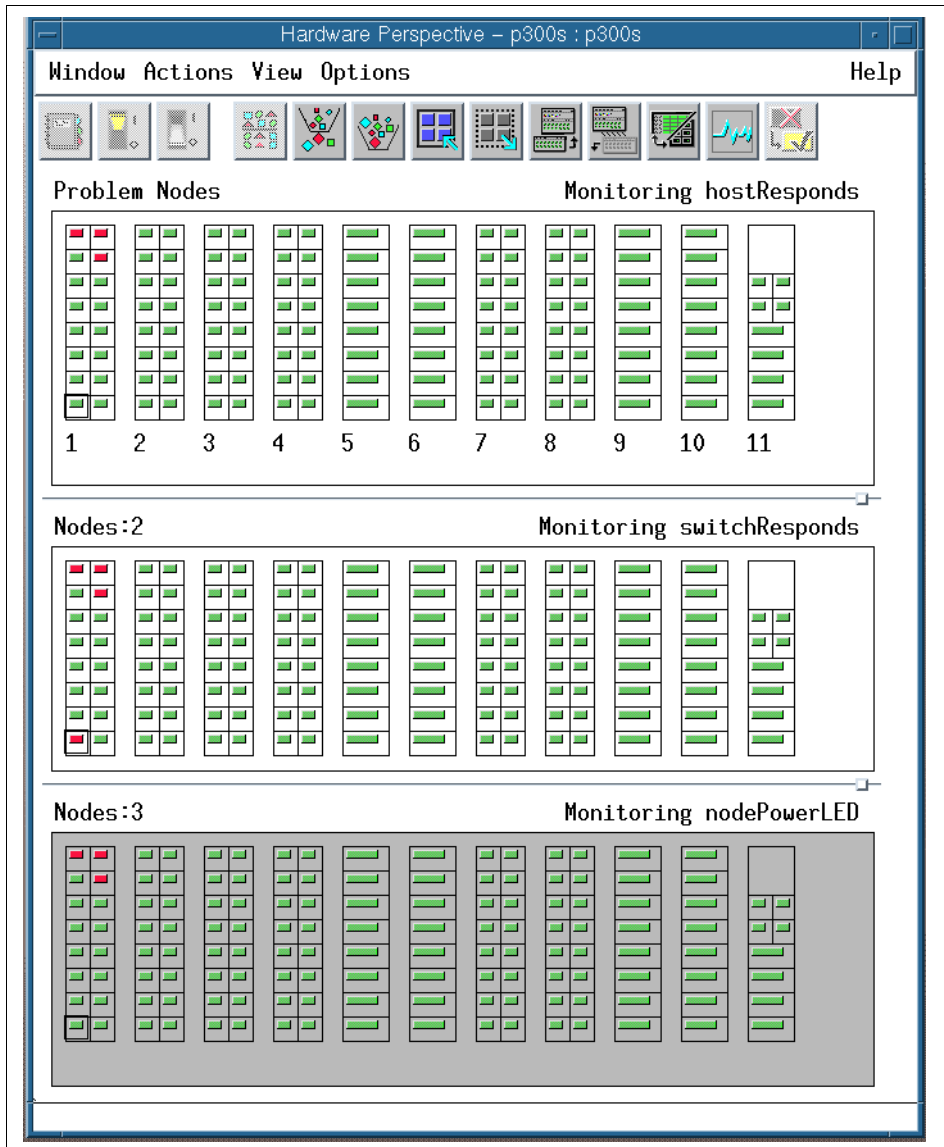 Hardware Perspective – p300s : p300s
Window Actions View Options Help
Problem Nodes Monitoring hostResponds
1 2 3 4 5 6 7 8 9 10 11
Nodes:2 Monitoring switchResponds
Nodes:3 Monitoring nodePowerLED